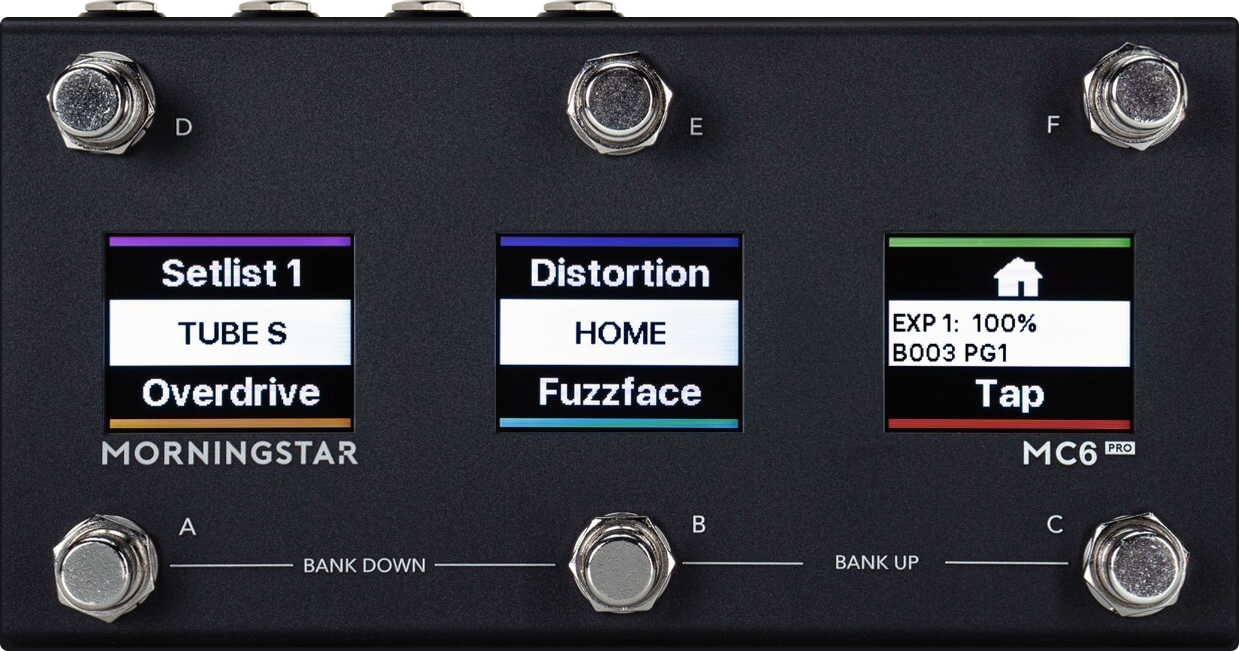 D
E
F
Setlist 1
TUBE S
Overdrive
Distortion
HOME
Fuzzface
EXP 1: 100%
B003 PG1
Tap
MORNINGSTAR
MC6 PRO
A
BANK DOWN
B
BANK UP
C